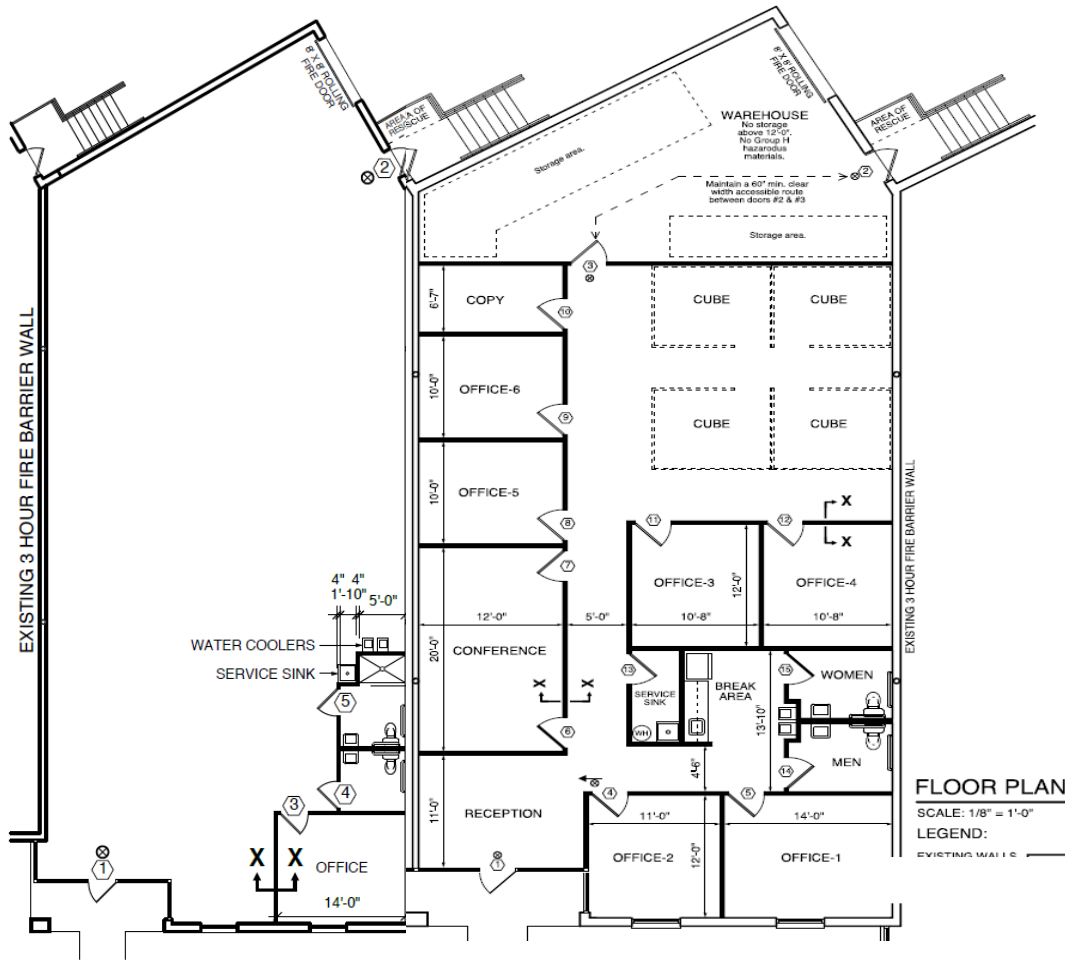 8' X 8' ROLLING
FIRE DOOR
AREA OF
RESISCUE
2
EXISTING 3 HOUR FIRE BARRIER WALL
4" 4"
1'-10" 5'-0"
WATER COOLERS
SERVICE SINK
5
4
3
X X
OFFICE
14'-0"
1
8' X 8' ROLLING
FIRE DOOR
AREA OF
RESCUE
WAREHOUSE
No storage
above 12'-0".
No Group H
hazarodus
materials.
Storage area.
2
Maintain a 60" min. clear
width accessible route
between doors #2 & #3
Storage area.
3
6'-7"
COPY
10
CUBE
CUBE
10'-0"
OFFICE-6
9
CUBE
CUBE
10'-0"
OFFICE-5
8
7
11
12
X
X
OFFICE-3
12'-0"
OFFICE-4
12'-0"
5'-0"
10'-8"
10'-8"
20'-0"
CONFERENCE
X X
6
13
SERVICE
SINK
WH
BREAK
AREA
13'-10"
15
WOMEN
14
MEN
4'-6"
EXISTING 3 HOUR FIRE BARRIER WALL
11'-0"
RECEPTION
4
5
11'-0"
14'-0"
OFFICE-2
12'-0"
OFFICE-1
1
FLOOR PLAN
SCALE: 1/8" = 1'-0"
LEGEND:
EXISTING WALLS